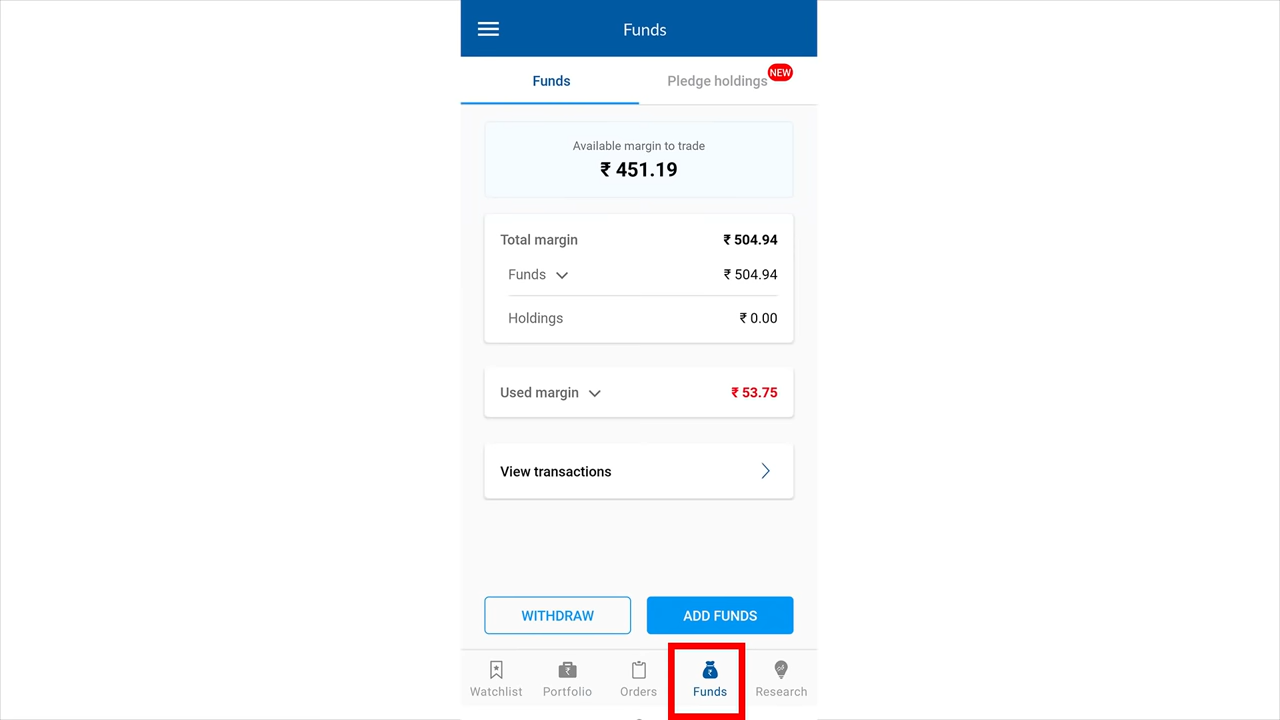 Funds
Funds
Pledge holdings
NEW
Available margin to trade
₹ 451.19
Total margin ₹ 504.94
Funds ₹ 504.94
Holdings ₹ 0.00
Used margin ₹ 53.75
View transactions
WITHDRAW
ADD FUNDS
Watchlist
Portfolio
Orders
Funds
Research